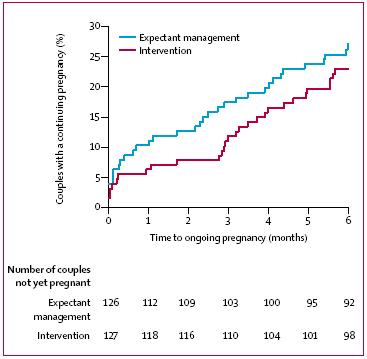 Couples with a continuing pregnancy (%)
30
25
20
15
10
5
0
Expectant management
Intervention
0 1 2 3 4 5 6
Time to ongoing pregnancy (months)
Number of couples
not yet pregnant
Expectant 126 112 109 103 100 95 92
management
Intervention 127 118 116 110 104 101 98